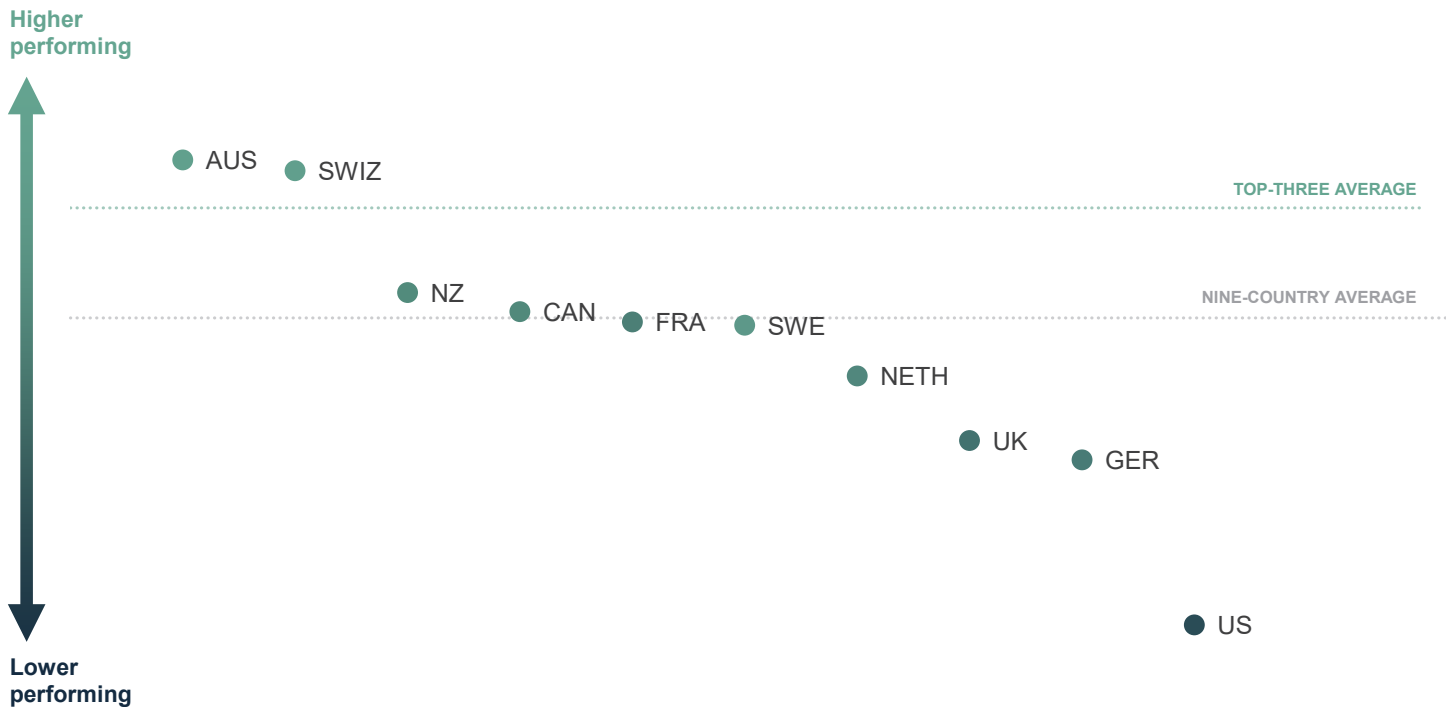 Higher
performing
AUS
SWIZ
TOP-THREE AVERAGE
NZ
NINE-COUNTRY AVERAGE
CAN
FRA
SWE
NETH
UK
GER
US
Lower
performing